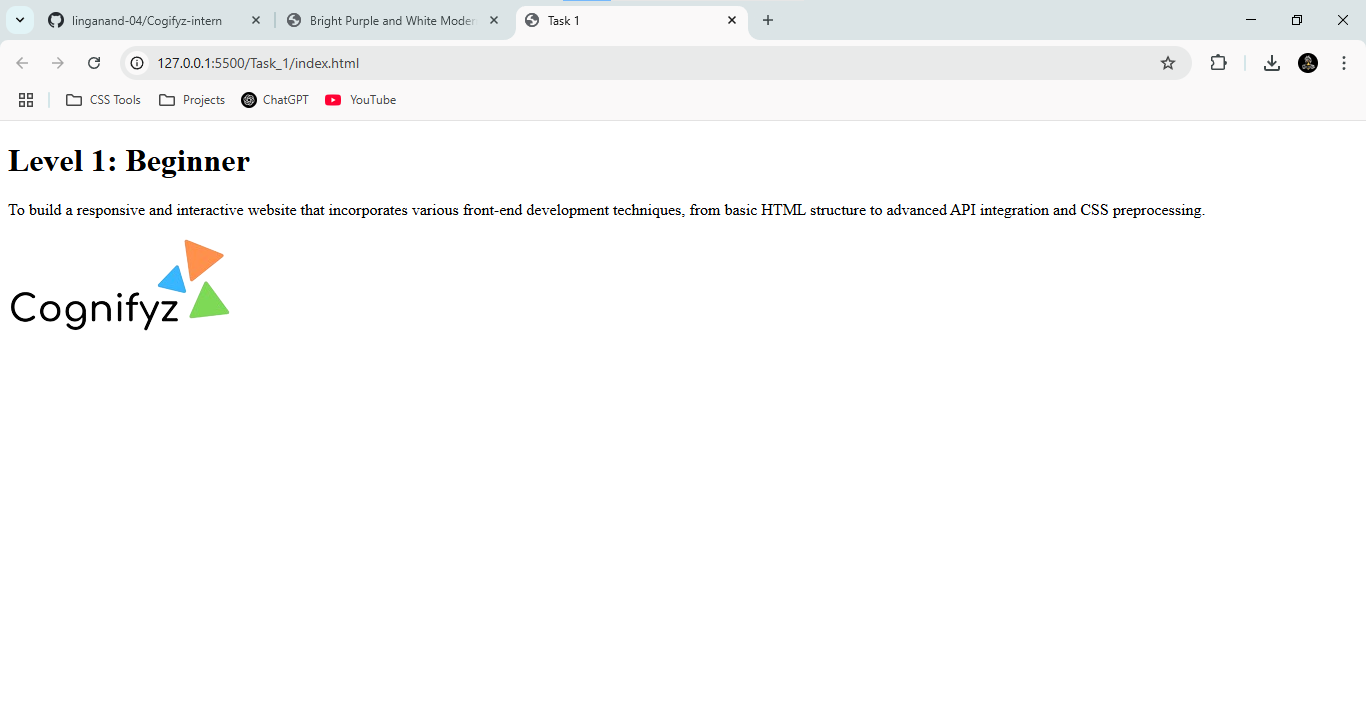 linganand-04/Cogifyz-intern
Bright Purple and White Moder
Task 1
127.0.0.1:5500/Task_1/index.html
CSS Tools
Projects
ChatGPT
YouTube
Level 1: Beginner
To build a responsive and interactive website that incorporates various front-end development techniques, from basic HTML structure to advanced API integration and CSS preprocessing.
Cognifyz